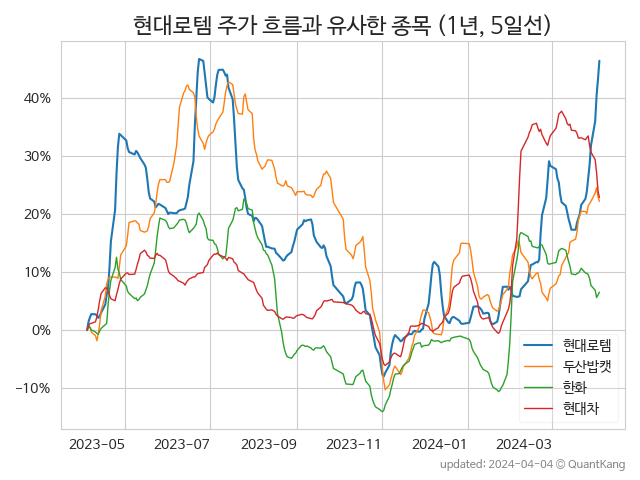 현대로템 주가 흐름과 유사한 종목 (1년, 5일선)
40%
30%
20%
10%
0%
−10%
현대로템
두산밥캣
한화
현대차
2023-05
2023-07
2023-09
2023-11
2024-01
2024-03
updated: 2024-04-04 © QuantKang